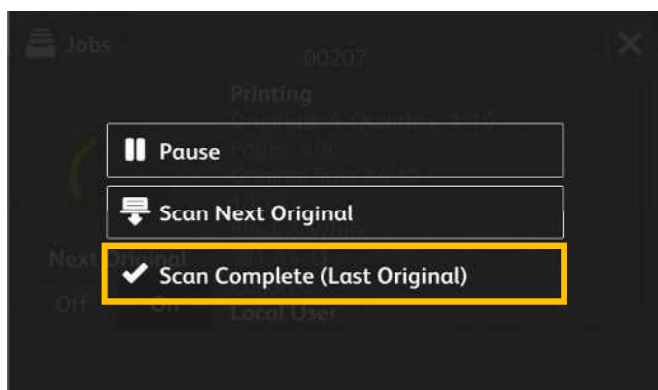 Jobs
00207
Printing
Pause
Scan Next Original
Next Original
Scan Complete (Last Original)
Off
On
Local User